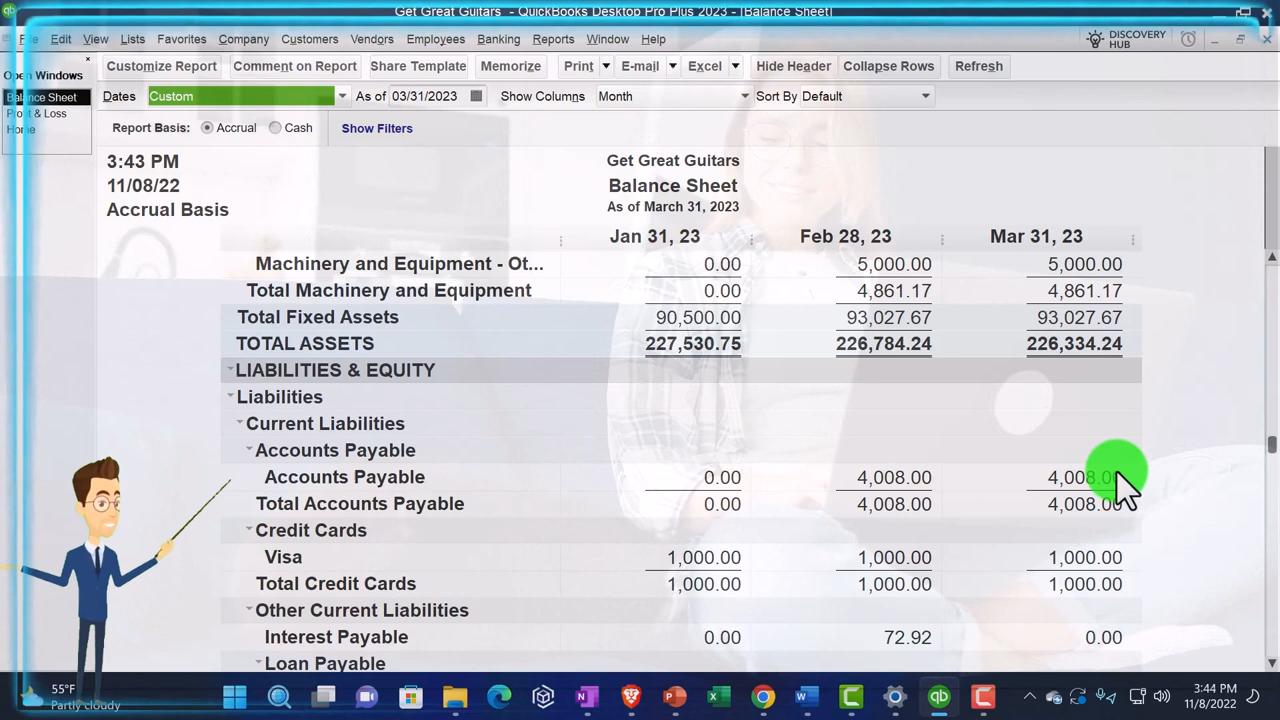 Get Great Guitars - QuickBooks Desktop Pro Plus 2023 - [Balance Sheet]
File Edit View Lists Favorites Company Customers Vendors Employees Banking Reports Window Help
DISCOVERY HUB
Open Windows
Balance Sheet
Profit & Loss
Home
Customize Report Comment on Report Share Template Memorize Print E-mail Excel Hide Header Collapse Rows Refresh
Dates Custom As of 03/31/2023 Show Columns Month Sort By Default
Report Basis: Accrual Cash Show Filters
3:43 PM
11/08/22
Accrual Basis
Get Great Guitars
Balance Sheet
As of March 31, 2023
Jan 31, 23 Feb 28, 23 Mar 31, 23
Machinery and Equipment - Ot... 0.00 5,000.00 5,000.00
Total Machinery and Equipment 0.00 4,861.17 4,861.17
Total Fixed Assets 90,500.00 93,027.67 93,027.67
TOTAL ASSETS 227,530.75 226,784.24 226,334.24
LIABILITIES & EQUITY
Liabilities
Current Liabilities
Accounts Payable
Accounts Payable 0.00 4,008.00 4,008.00
Total Accounts Payable 0.00 4,008.00 4,008.00
Credit Cards
Visa 1,000.00 1,000.00 1,000.00
Total Credit Cards 1,000.00 1,000.00 1,000.00
Other Current Liabilities
Interest Payable 0.00 72.92 0.00
Loan Payable
55°F
Partly cloudy
3:44 PM
11/8/2022